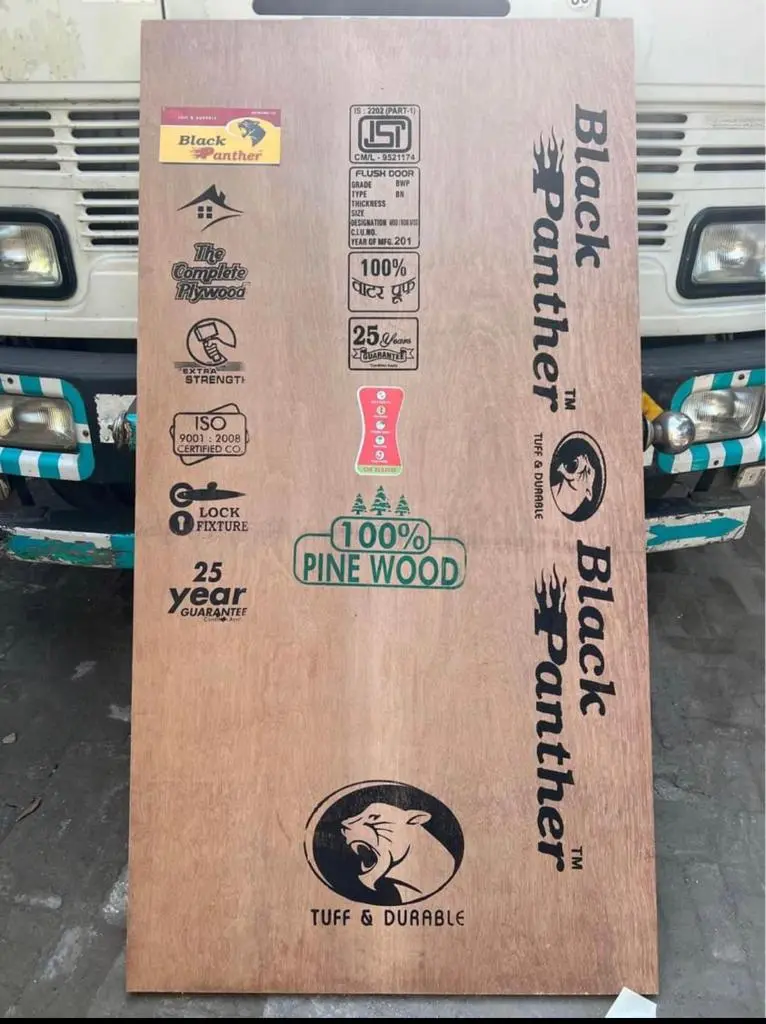 TUFF & DURABLE
Black
Panther
The
Complete
Plywood
EXTRA
STRENGTH
ISO
9001 : 2008
CERTIFIED CO.
LOCK
FIXTURE
25
year
GUARANTEE
IS : 2202 (PART-1)
ISI
CM/L - 9521174
FLUSH DOOR
GRADE BWP
TYPE BN
THICKNESS
SIZE
DESIGNATION
YEAR OF MFG. 201
100%
वाटर प्रूफ
25 Years
GUARANTEE
100%
PINE WOOD
Black
Panther TM
TUFF & DURABLE
Black
Panther TM
TUFF & DURABLE